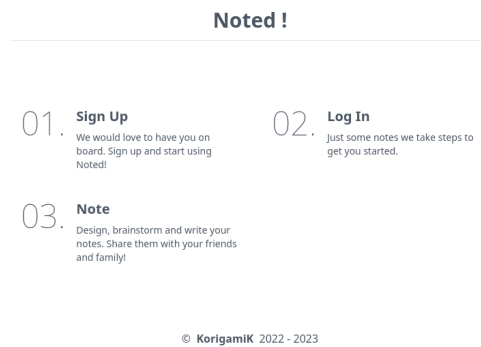 Noted !
01.
Sign Up
We would love to have you on
board. Sign up and start using
Noted!
02.
Log In
Just some notes we take steps to
get you started.
03.
Note
Design, brainstorm and write your
notes. Share them with your friends
and family!
© KorigamiK 2022 - 2023